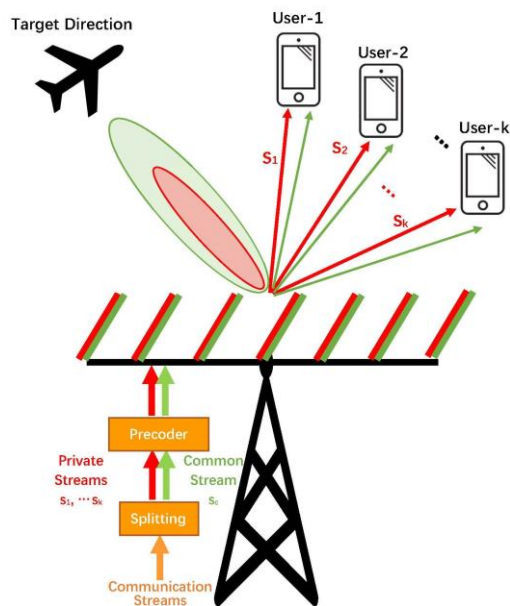 Target Direction
User-1
User-2
User-k
S₁
S₂
Sₖ
Precoder
Private
Streams
s₁, ··· sₖ
Common
Stream
s꜀
Splitting
Communication
Streams